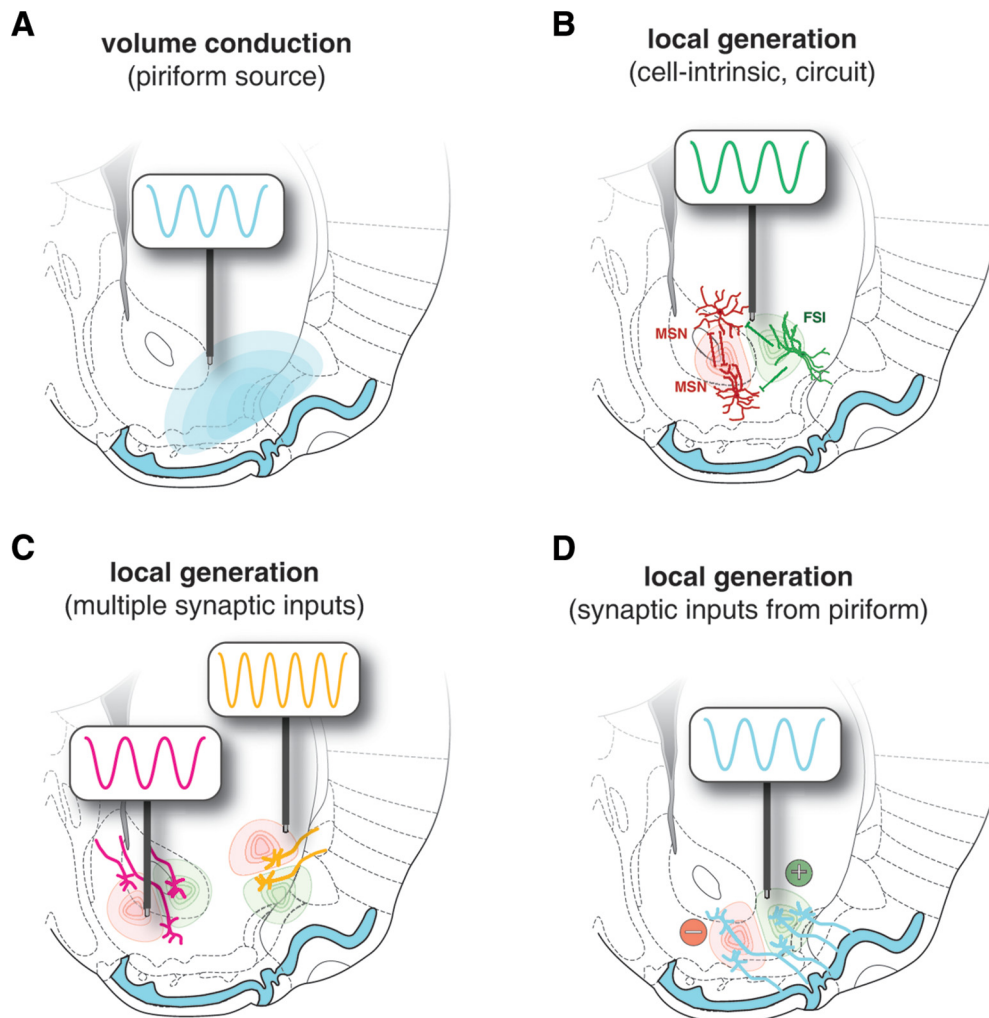 A
volume conduction
(piriform source)
B
local generation
(cell-intrinsic, circuit)
MSN
FSI
MSN
C
local generation
(multiple synaptic inputs)
D
local generation
(synaptic inputs from piriform)
+
−